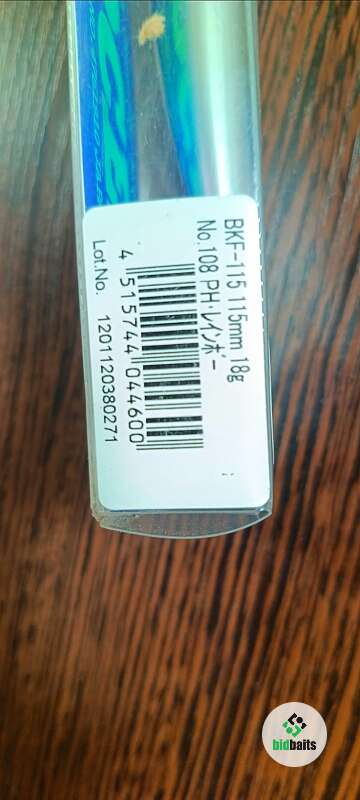 BKF-115 115mm 18g
No.108 PH･ﾚｲﾝﾎﾞｰ
4 515744 044600
Lot.No. 1201120380271
bidbaits